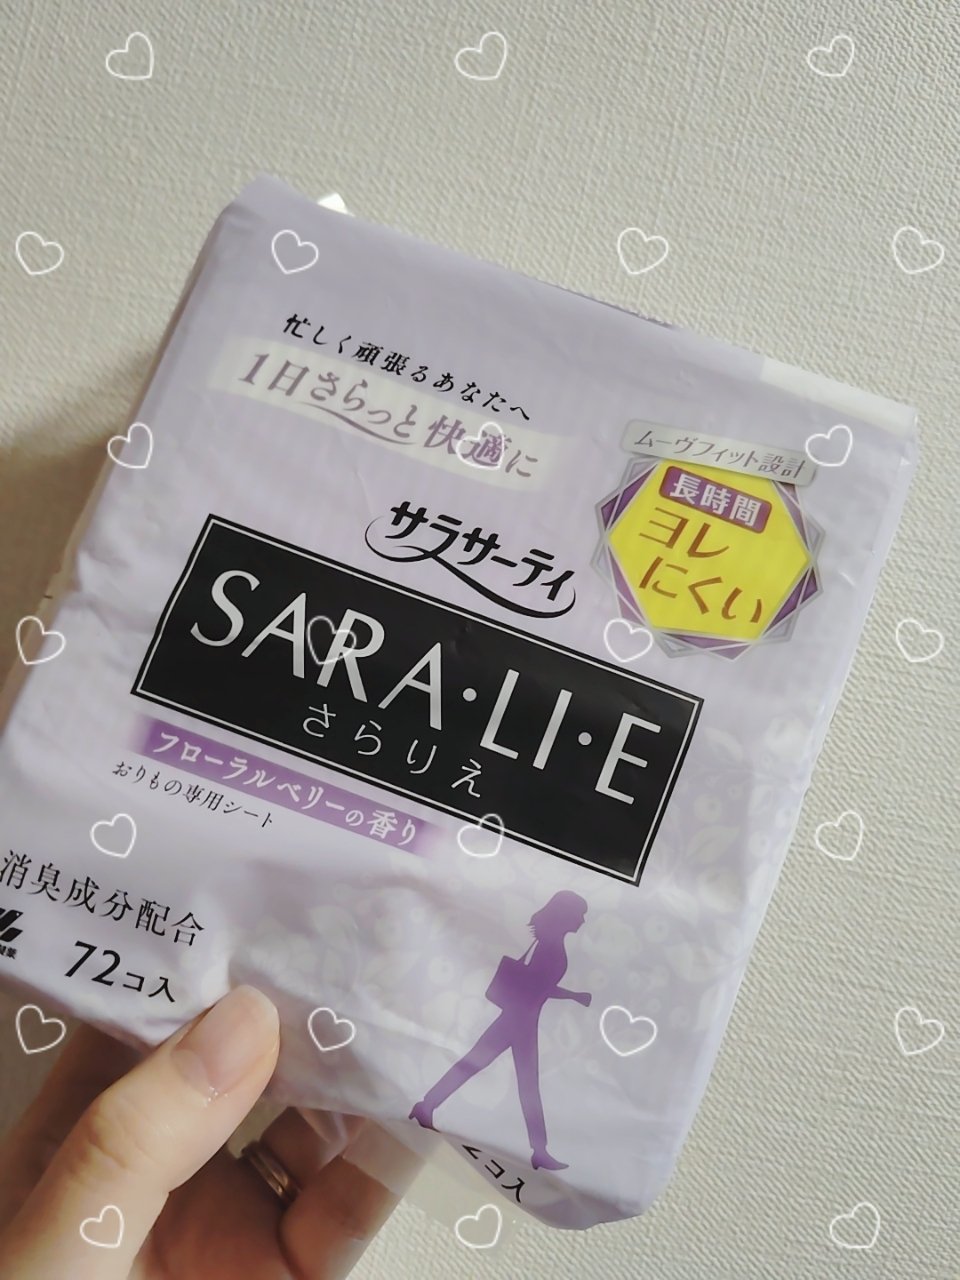 忙しく頑張るあなたへ
1日さらっと快適に
ムーヴフィット設計
長時間
ヨレ
にくい
サラサーティ
SARA・LI・E
さらりえ
フローラルベリーの香り
おりもの専用シート
消臭成分配合
製薬
72コ入
コ入